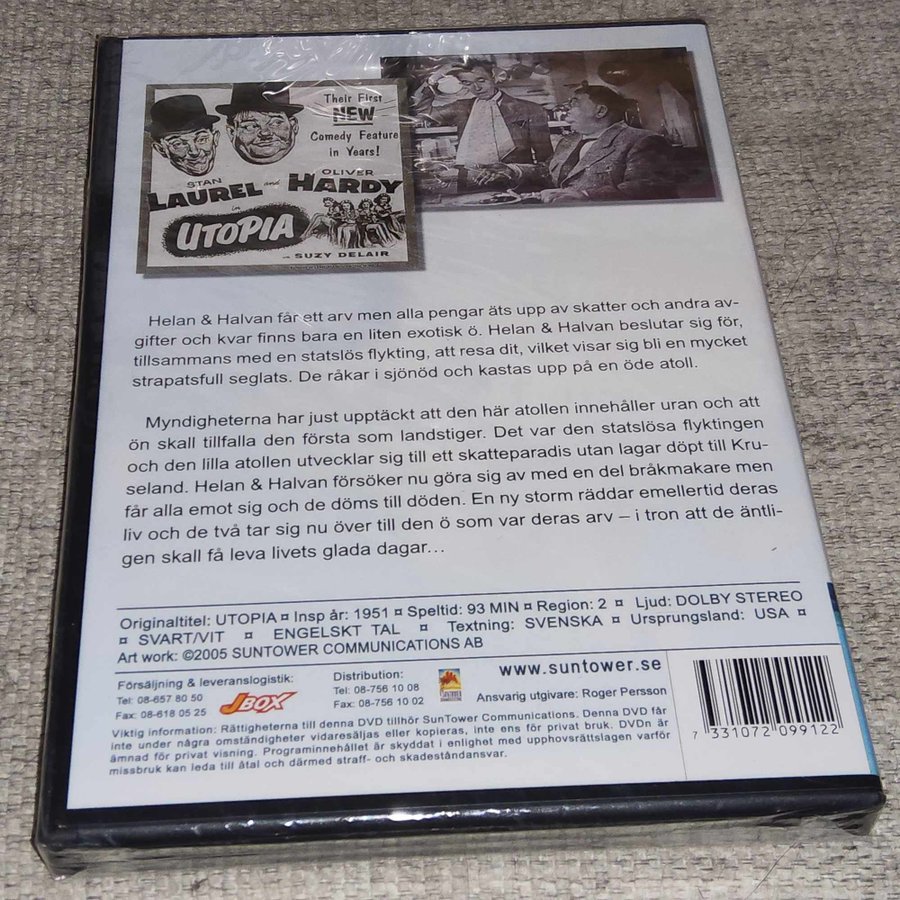 Their First
NEW
Comedy Feature
in Years!
STAN OLIVER
LAUREL and HARDY
in
UTOPIA
SUZY DELAIR
Helan & Halvan får ett arv men alla pengar äts upp av skatter och andra av-
gifter och kvar finns bara en liten exotisk ö. Helan & Halvan beslutar sig för,
tillsammans med en statslös flykting, att resa dit, vilket visar sig bli en mycket
strapatsfull seglats. De råkar i sjönöd och kastas upp på en öde atoll.
Myndigheterna har just upptäckt att den här atollen innehåller uran och att
ön skall tillfalla den första som landstiger. Det var den statslösa flyktingen
och den lilla atollen utvecklar sig till ett skatteparadis utan lagar döpt till Kru-
seland. Helan & Halvan försöker nu göra sig av med en del bråkmakare men
får alla emot sig och de döms till döden. En ny storm räddar emellertid deras
liv och de två tar sig nu över till den ö som var deras arv – i tron att de äntli-
gen skall få leva livets glada dagar...
Originaltitel: UTOPIA ¤ Insp år: 1951 ¤ Speltid: 93 MIN ¤ Region: 2 ¤ Ljud: DOLBY STEREO
¤ SVART/VIT ¤ ENGELSKT TAL ¤ Textning: SVENSKA ¤ Ursprungsland: USA ¤
Art work: ©2005 SUNTOWER COMMUNICATIONS AB
Försäljning & leveranslogistik:
Tel: 08-657 80 50
Fax: 08-618 05 25
JBOX
Distribution:
Tel: 08-756 10 08
Fax: 08-756 10 02
www.suntower.se
Ansvarig utgivare: Roger Persson
Viktig information: Rättigheterna till denna DVD tillhör SunTower Communications. Denna DVD får
inte under några omständigheter vidaresäljas eller kopieras, inte ens för privat bruk. DVDn är
ämnad för privat visning. Programinnehållet är skyddat i enlighet med upphovsrättslagen varför
missbruk kan leda till åtal och därmed straff- och skadeståndansvar.
7 331072 099122